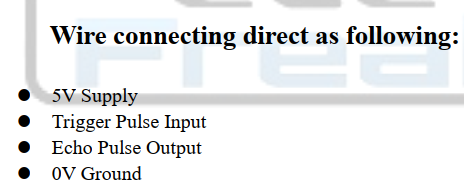 Wire connecting direct as following:
● 5V Supply
● Trigger Pulse Input
● Echo Pulse Output
● 0V Ground